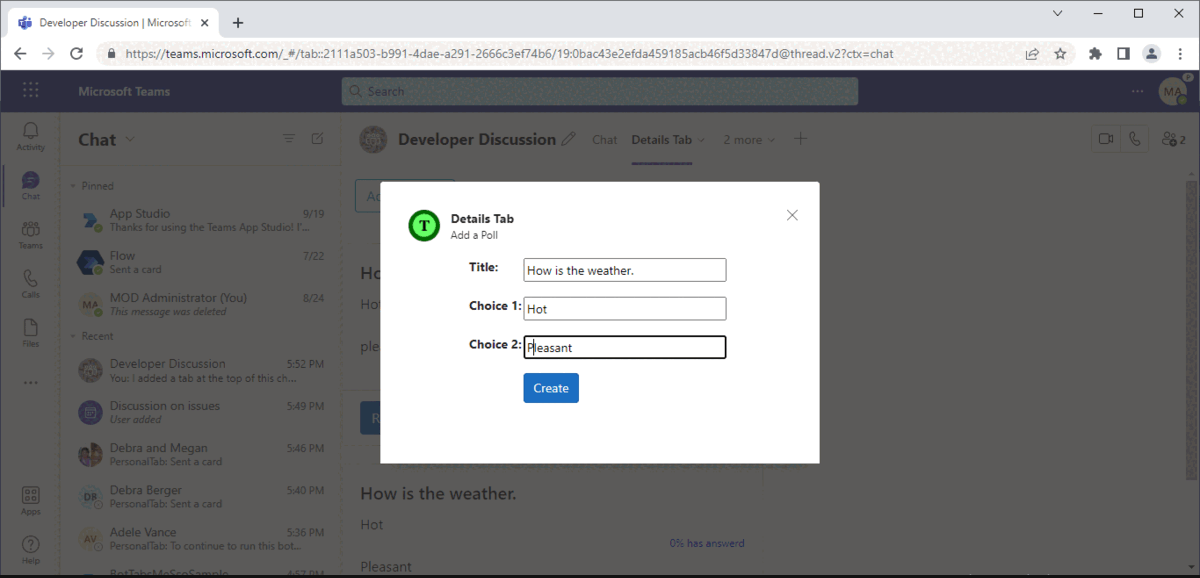 Developer Discussion | Microsoft
https://teams.microsoft.com/_#/tab::2111a503-b991-4dae-a291-2666c3ef74b6/19:0bac43e2efda459185acb46f5d33847d@thread.v2?ctx=chat
Microsoft Teams
Search
MA
Activity
Chat
Teams
Calls
Files
Apps
Help
Chat
Pinned
App Studio 9/19
Thanks for using the Teams App Studio! I'...
Flow 7/22
Sent a card
MA
MOD Administrator (You) 8/24
This message was deleted
Recent
Developer Discussion 5:52 PM
You: I added a tab at the top of this ch...
Discussion on issues 5:49 PM
User added
Debra and Megan 5:46 PM
PersonalTab: Sent a card
DB
Debra Berger 5:40 PM
PersonalTab: Sent a card
AV
Adele Vance 5:36 PM
PersonalTab: To continue to run this bot...
BotTabsMeScpSample 4:57 PM
Developer Discussion Chat Details Tab 2 more 2
T
Details Tab
Add a Poll
Title: How is the weather.
Choice 1: Hot
Choice 2: Pleasant
Create
How is the weather.
Hot
0% has answerd
Pleasant